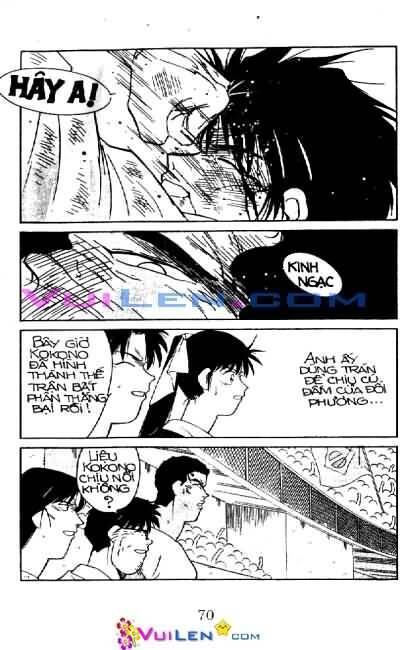 HÂY A!
KINH
NGẠC
VUILEN.COM
BÂY GIỜ
KOKONO
ĐÃ HÌNH
THÀNH THẾ
TRẬN BẤT
PHÂN THẮNG
BẠI RỒI!
ANH ẤY
DÙNG TRÁN
ĐỂ CHỊU CÚ
ĐẤM CỦA ĐỐI
PHƯƠNG...
LIỆU
KOKONO
CHỊU NỔI
KHÔNG
?
70
VUILEN.COM